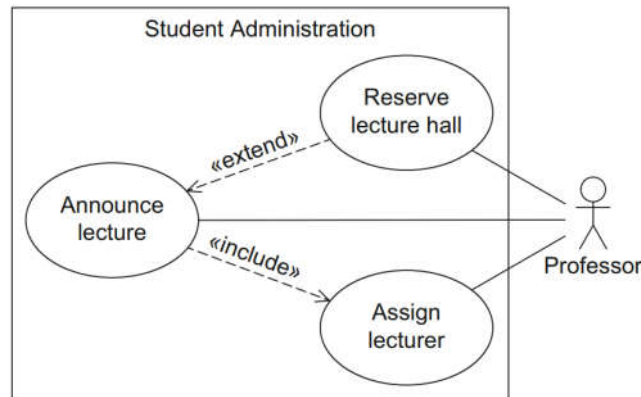 Student Administration
Reserve
lecture hall
«extend»
Announce
lecture
«include»
Professor
Assign
lecturer